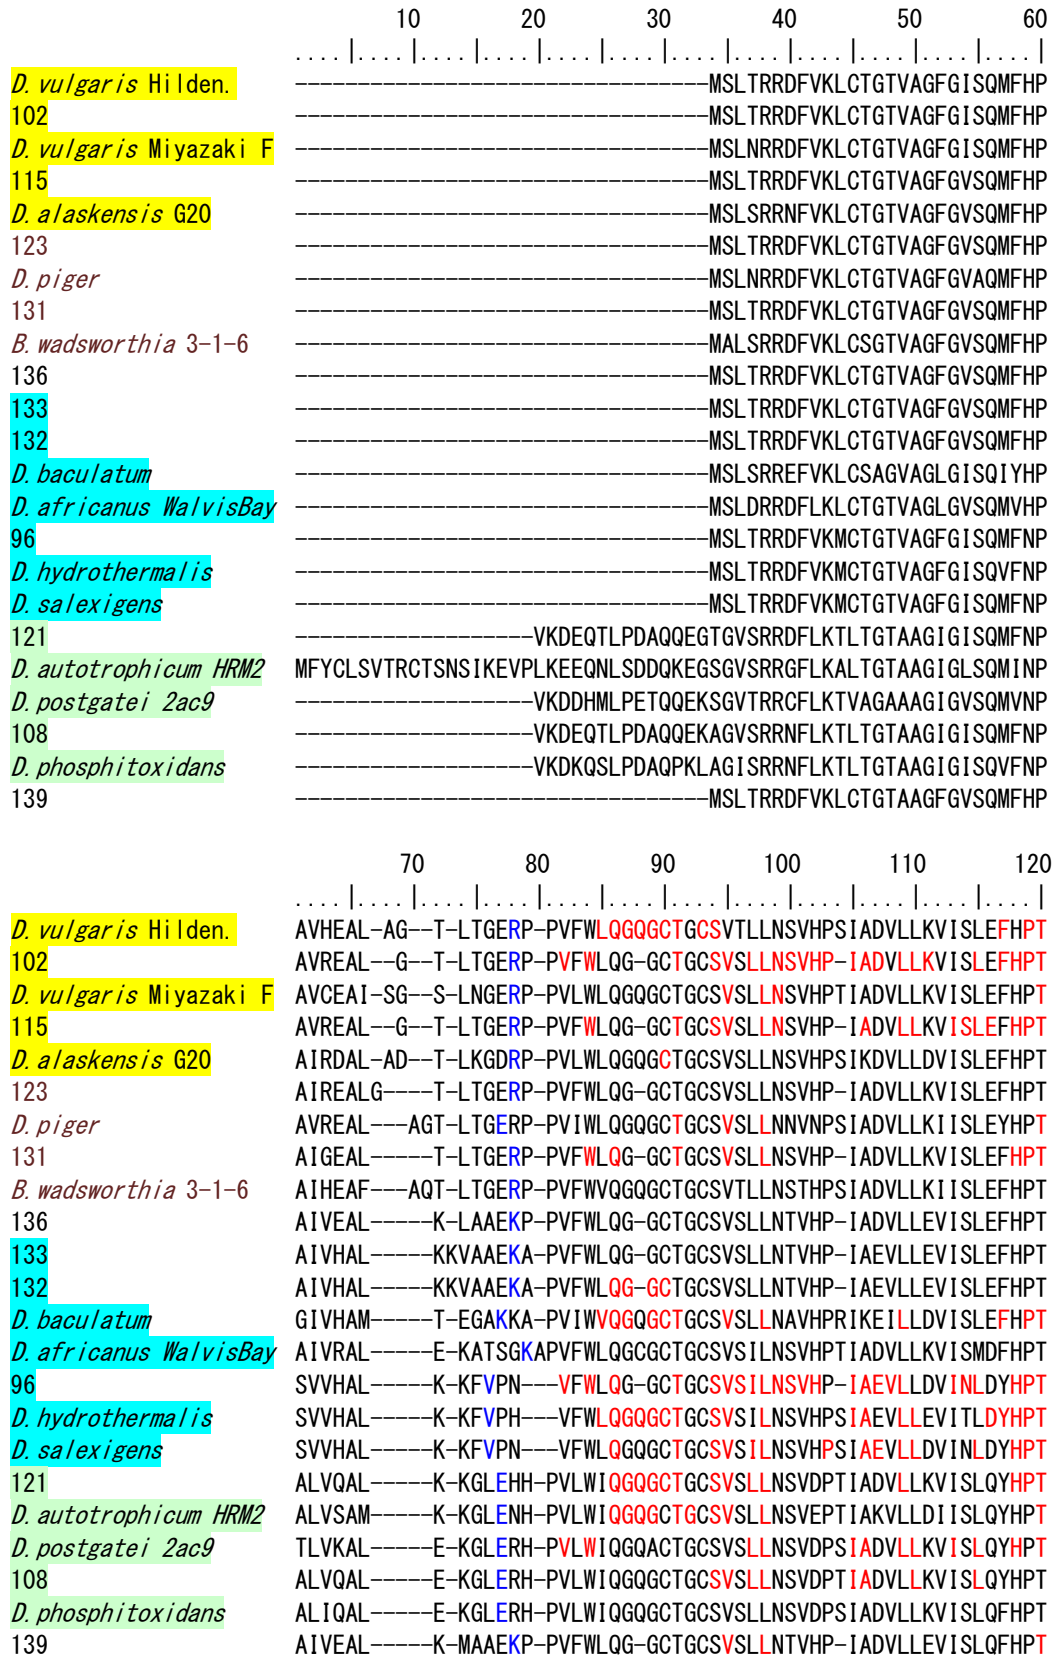 10 20 30 40 50 60
....|....|....|....|....|....|....|....|....|....|....|....|
D. vulgaris Hilden. ---------------------------------MSLTRRDFVKLCTGTVAGFGISQMFHP
102 ---------------------------------MSLTRRDFVKLCTGTVAGFGISQMFHP
D. vulgaris Miyazaki F ---------------------------------MSLNRRDFVKLCTGTVAGFGISQMFHP
115 ---------------------------------MSLTRRDFVKLCTGTVAGFGVSQMFHP
D. alaskensis G20 ---------------------------------MSLSRRNFVKLCTGTVAGFGVSQMFHP
123 ---------------------------------MSLTRRDFVKLCTGTVAGFGVSQMFHP
D. piger ---------------------------------MSLNRRDFVKLCTGTVAGFGVAQMFHP
131 ---------------------------------MSLTRRDFVKLCTGTVAGFGVSQMFHP
B. wadsworthia 3-1-6 ---------------------------------MALSRRDFVKLCSGTVAGFGVSQMFHP
136 ---------------------------------MSLTRRDFVKLCTGTVAGFGVSQMFHP
133 ---------------------------------MSLTRRDFVKLCTGTVAGFGVSQMFHP
132 ---------------------------------MSLTRRDFVKLCTGTVAGFGVSQMFHP
D. baculatum ---------------------------------MSLSRREFVKLCSAGVAGLGISQIYHP
D. africanus WalvisBay ---------------------------------MSLDRRDFLKLCTGTVAGLGVSQMVHP
96 ---------------------------------MSLTRRDFVKMCTGTVAGFGISQMFNP
D. hydrothermalis ---------------------------------MSLTRRDFVKMCTGTVAGFGISQVFNP
D. salexigens ---------------------------------MSLTRRDFVKMCTGTVAGFGISQMFNP
121 -------------------VKDEQTLPDAQQEGTGVSRRDFLKTLTGTAAGIGISQMFNP
D. autotrophicum HRM2 MFYCLSVTRCTSNSIKEVPLKEEQNLSDDQKEGSGVSRRGFLKALTGTAAGIGLSQMINP
D. postgatei 2ac9 -------------------VKDDHMLPETQQEKSGVTRRCFLKTVAGAAAGIGVSQMVNP
108 -------------------VKDEQTLPDAQQEKAGVSRRNFLKTLTGTAAGIGISQMFNP
D. phosphitoxidans -------------------VKDKQSLPDAQPKLAGISRRNFLKTLTGTAAGIGISQVFNP
139 ---------------------------------MSLTRRDFVKLCTGTAAGFGVSQMFHP
70 80 90 100 110 120
....|....|....|....|....|....|....|....|....|....|....|....|
D. vulgaris Hilden. AVHEAL-AG--T-LTGERP-PVFWLQGQGCTGCSVTLLNSVHPSIADVLLKVISLEFHPT
102 AVREAL--G--T-LTGERP-PVFWLQG-GCTGCSVSLLNSVHP-IADVLLKVISLEFHPT
D. vulgaris Miyazaki F AVCEAI-SG--S-LNGERP-PVLWLQGQGCTGCSVSLLNSVHPTIADVLLKVISLEFHPT
115 AVREAL--G--T-LTGERP-PVFWLQG-GCTGCSVSLLNSVHP-IADVLLKVISLEFHPT
D. alaskensis G20 AIRDAL-AD--T-LKGDRP-PVLWLQGQGCTGCSVSLLNSVHPSIKDVLLDVISLEFHPT
123 AIREALG----T-LTGERP-PVFWLQG-GCTGCSVSLLNSVHP-IADVLLKVISLEFHPT
D. piger AVREAL---AGT-LTGERP-PVIWLQGQGCTGCSVSLLNNVNPSIADVLLKIISLEYHPT
131 AIGEAL-----T-LTGERP-PVFWLQG-GCTGCSVSLLNSVHP-IADVLLKVISLEFHPT
B. wadsworthia 3-1-6 AIHEAF---AQT-LTGERP-PVFWVQGQGCTGCSVTLLNSTHPSIADVLLKIISLEFHPT
136 AIVEAL-----K-LAAEKP-PVFWLQG-GCTGCSVSLLNTVHP-IADVLLEVISLEFHPT
133 AIVHAL-----KKVAAEKA-PVFWLQG-GCTGCSVSLLNTVHP-IAEVLLEVISLEFHPT
132 AIVHAL-----KKVAAEKA-PVFWLQG-GCTGCSVSLLNTVHP-IAEVLLEVISLEFHPT
D. baculatum GIVHAM-----T-EGAKKA-PVIWVQGQGCTGCSVSLLNAVHPRIKEILLDVISLEFHPT
D. africanus WalvisBay AIVRAL-----E-KATSGKAPVFWLQGCGCTGCSVSILNSVHPTIADVLLKVISMDFHPT
96 SVVHAL-----K-KFVPN---VFWLQG-GCTGCSVSILNSVHP-IAEVLLDVINLDYHPT
D. hydrothermalis SVVHAL-----K-KFVPH---VFWLQGQGCTGCSVSILNSVHPSIAEVLLEVITLDYHPT
D. salexigens SVVHAL-----K-KFVPN---VFWLQGQGCTGCSVSILNSVHPSIAEVLLDVINLDYHPT
121 ALVQAL-----K-KGLEHH-PVLWIQGQGCTGCSVSLLNSVDPTIADVLLKVISLQYHPT
D. autotrophicum HRM2 ALVSAM-----K-KGLENH-PVLWIQGQGCTGCSVSLLNSVEPTIAKVLLDIISLQYHPT
D. postgatei 2ac9 TLVKAL-----E-KGLERH-PVLWIQGQACTGCSVSLLNSVDPSIADVLLKVISLQYHPT
108 ALVQAL-----E-KGLERH-PVLWIQGQGCTGCSVSLLNSVDPTIADVLLKVISLQYHPT
D. phosphitoxidans ALIQAL-----E-KGLERH-PVLWIQGQGCTGCSVSLLNSVDPSIADVLLKVISLQFHPT
139 AIVEAL-----K-MAAEKP-PVFWLQG-GCTGCSVSLLNTVHP-IADVLLEVISLQFHPT